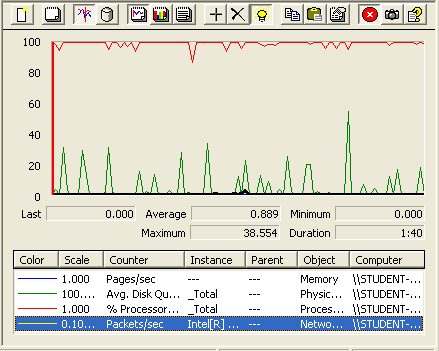 100
80
60
40
20
0
Last 0.000 Average 0.889 Minimum 0.000
Maximum 38.554 Duration 1:40
Color Scale Counter Instance Parent Object Computer
1.000 Pages/sec --- --- Memory \\STUDENT-...
100.... Avg. Disk Qu... _Total --- Physic... \\STUDENT-...
1.000 % Processor... _Total --- Proces... \\STUDENT-...
0.10... Packets/sec Intel[R] ... --- Netwo... \\STUDENT-...